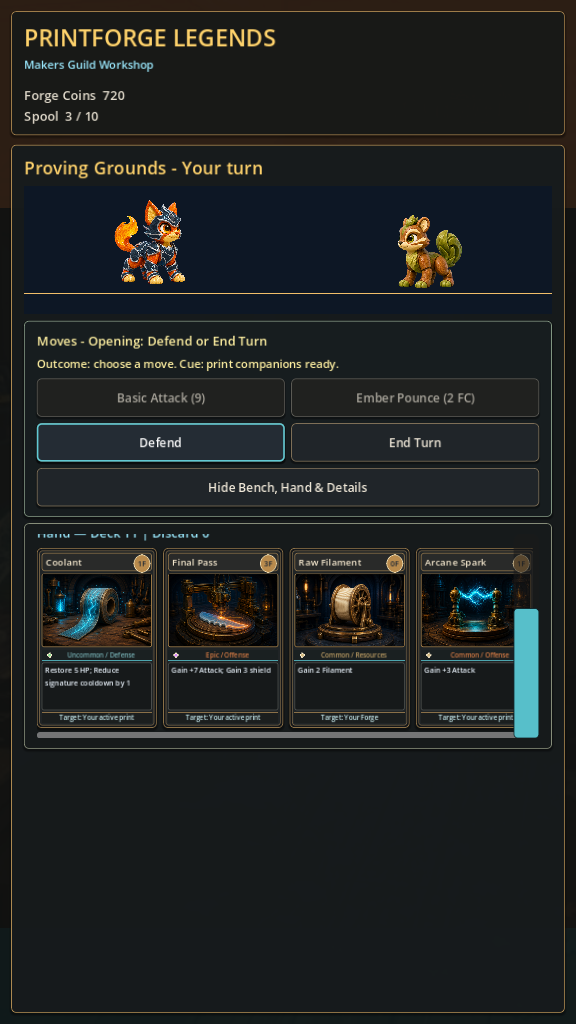 PRINTFORGE LEGENDS
Makers Guild Workshop
Forge Coins 720
Spool 3 / 10
Proving Grounds - Your turn
Moves - Opening: Defend or End Turn
Outcome: choose a move. Cue: print companions ready.
Basic Attack (9)
Ember Pounce (2 FC)
Defend
End Turn
Hide Bench, Hand & Details
Hand — Deck 11 | Discard 0
Coolant
1F
Uncommon / Defense
Restore 5 HP; Reduce
signature cooldown by 1
Target: Your active print
Final Pass
3F
Epic / Offense
Gain +7 Attack; Gain 3 shield
Target: Your active print
Raw Filament
0F
Common / Resources
Gain 2 Filament
Target: Your Forge
Arcane Spark
1F
Common / Offense
Gain +3 Attack
Target: Your active print